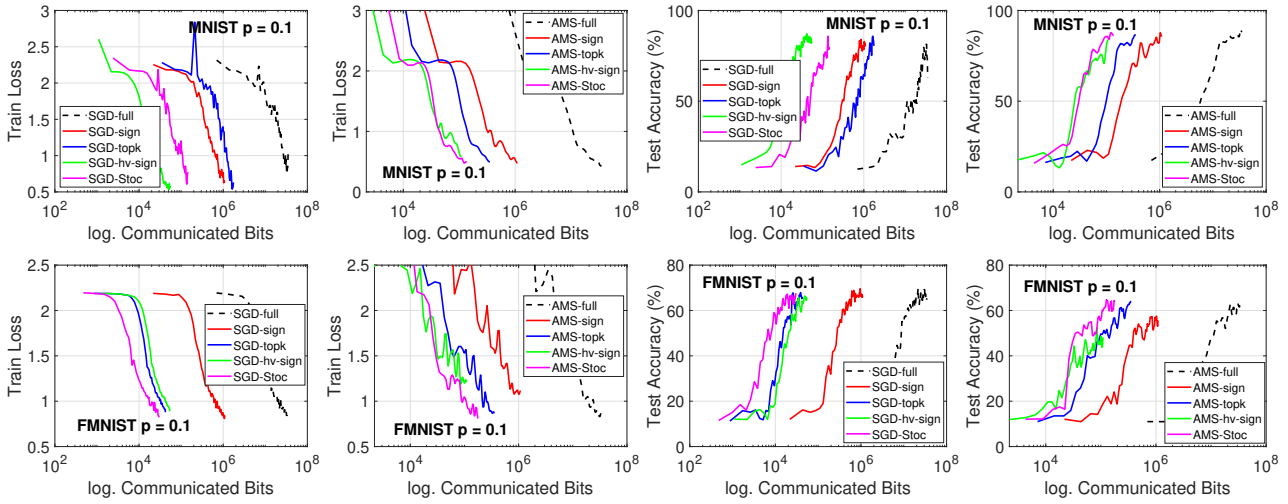 3
2.5
2
1.5
1
0.5
Train Loss
MNIST p = 0.1
SGD-full
SGD-sign
SGD-topk
SGD-hv-sign
SGD-Stoc
10^2 10^4 10^6 10^8
log. Communicated Bits
3
2
1
0
Train Loss
AMS-full
AMS-sign
AMS-topk
AMS-hv-sign
AMS-Stoc
MNIST p = 0.1
10^4 10^6 10^8
log. Communicated Bits
100
50
0
Test Accuracy (%)
MNIST p = 0.1
SGD-full
SGD-sign
SGD-topk
SGD-hv-sign
SGD-Stoc
10^2 10^4 10^6 10^8
log. Communicated Bits
100
50
0
Test Accuracy (%)
MNIST p = 0.1
AMS-full
AMS-sign
AMS-topk
AMS-hv-sign
AMS-Stoc
10^4 10^6 10^8
log. Communicated Bits
2.5
2
1.5
1
0.5
Train Loss
SGD-full
SGD-sign
SGD-topk
SGD-hv-sign
SGD-Stoc
FMNIST p = 0.1
10^2 10^4 10^6 10^8
log. Communicated Bits
2.5
2
1.5
1
0.5
Train Loss
AMS-full
AMS-sign
AMS-topk
AMS-hv-sign
AMS-Stoc
FMNIST p = 0.1
10^4 10^6 10^8
log. Communicated Bits
80
60
40
20
0
Test Accuracy (%)
FMNIST p = 0.1
SGD-full
SGD-sign
SGD-topk
SGD-hv-sign
SGD-Stoc
10^2 10^4 10^6 10^8
log. Communicated Bits
80
60
40
20
0
Test Accuracy (%)
FMNIST p = 0.1
AMS-full
AMS-sign
AMS-topk
AMS-hv-sign
AMS-Stoc
10^4 10^6 10^8
log. Communicated Bits